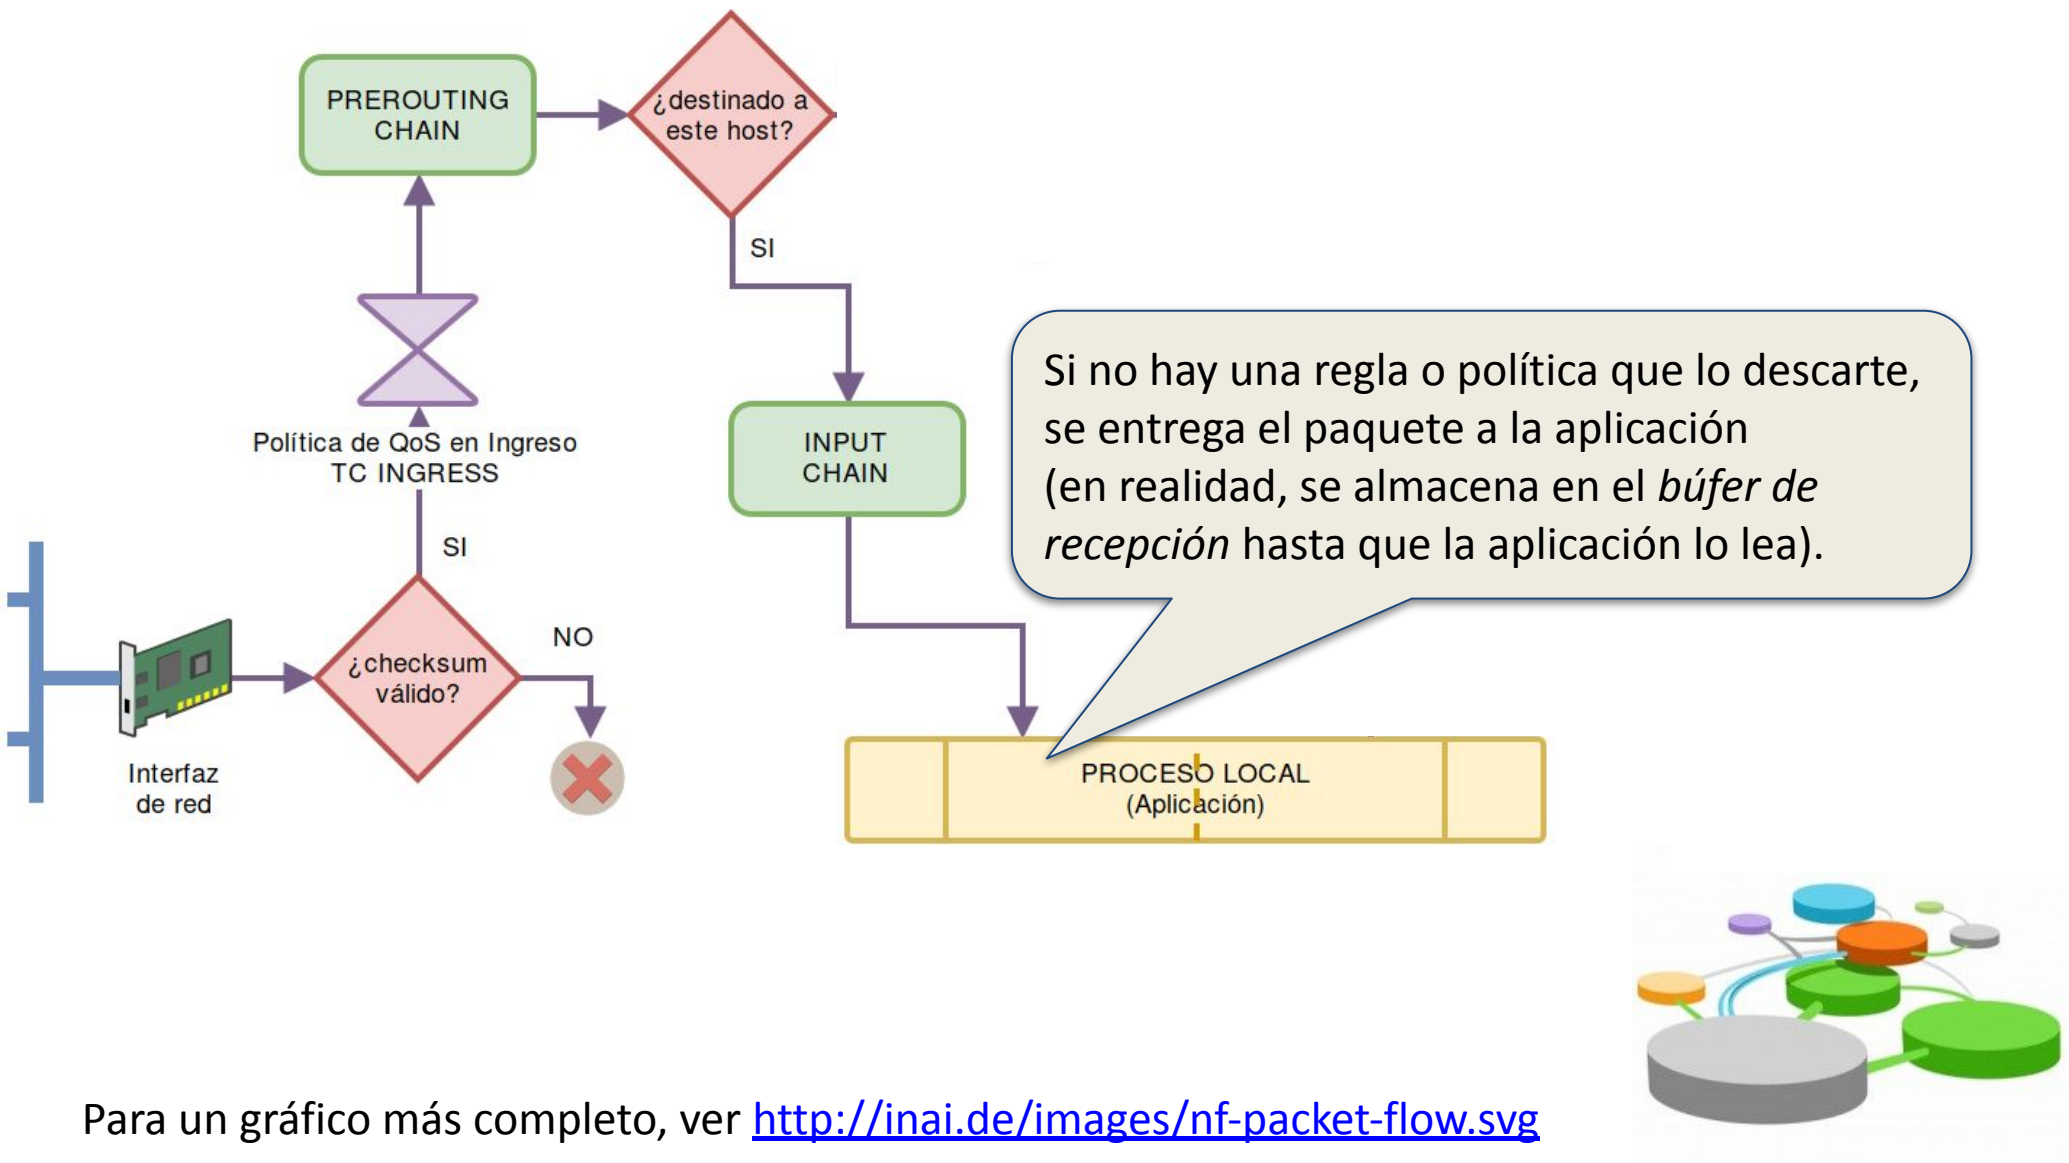 PREROUTING
CHAIN
¿destinado a
este host?
SI
Si no hay una regla o política que lo descarte,
se entrega el paquete a la aplicación
(en realidad, se almacena en el búfer de
recepción hasta que la aplicación lo lea).
Política de QoS en Ingreso
TC INGRESS
INPUT
CHAIN
SI
NO
¿checksum
válido?
Interfaz
de red
PROCESO LOCAL
(Aplicación)
Para un gráfico más completo, ver http://inai.de/images/nf-packet-flow.svg